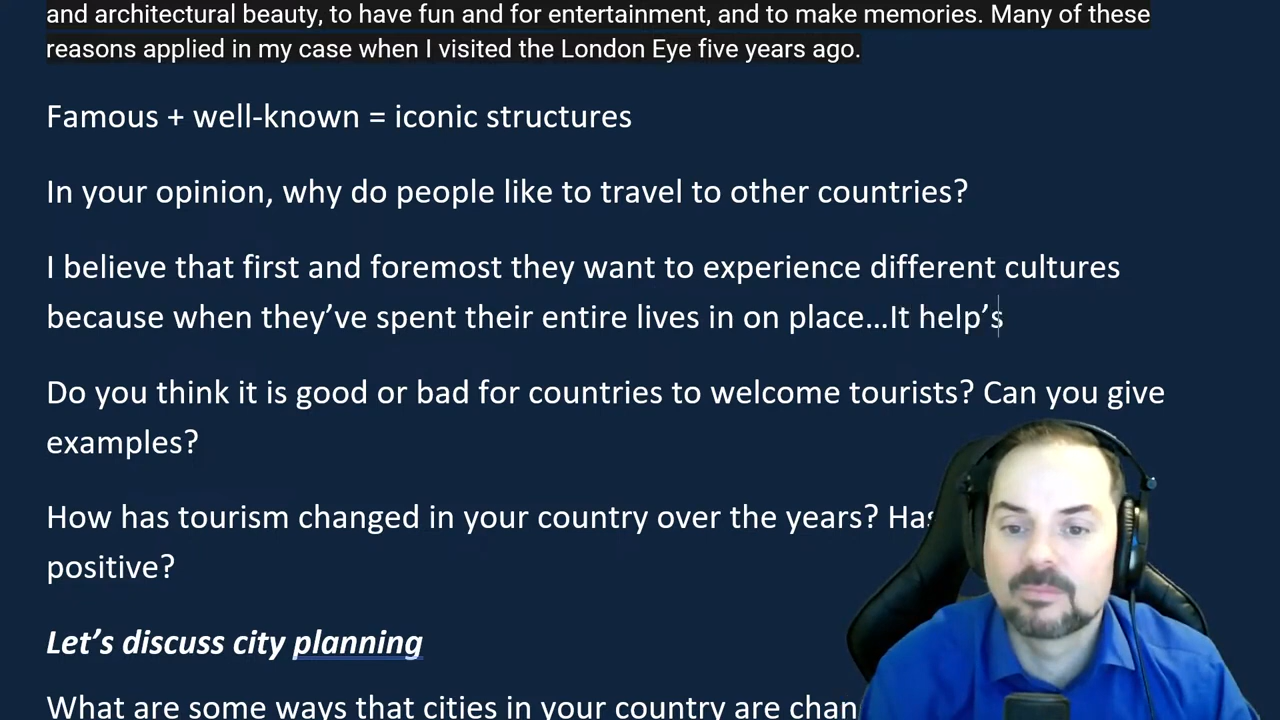 and architectural beauty, to have fun and for entertainment, and to make memories. Many of these
reasons applied in my case when I visited the London Eye five years ago.
Famous + well-known = iconic structures
In your opinion, why do people like to travel to other countries?
I believe that first and foremost they want to experience different cultures
because when they’ve spent their entire lives in on place…It help’s
Do you think it is good or bad for countries to welcome tourists? Can you give
examples?
How has tourism changed in your country over the years? Has
positive?
Let’s discuss city planning
What are some ways that cities in your country are